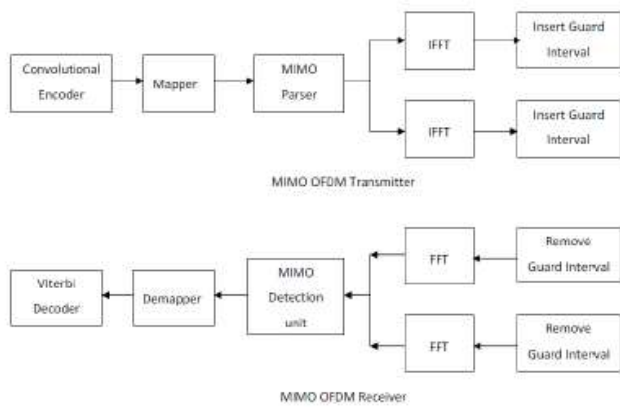 Convolutional
Encoder
Mapper
MIMO
Parser
IFFT
Insert Guard
Interval
IFFT
Insert Guard
Interval
MIMO OFDM Transmitter
Viterbi
Decoder
Demapper
MIMO
Detection
unit
FFT
Remove
Guard Interval
FFT
Remove
Guard Interval
MIMO OFDM Receiver